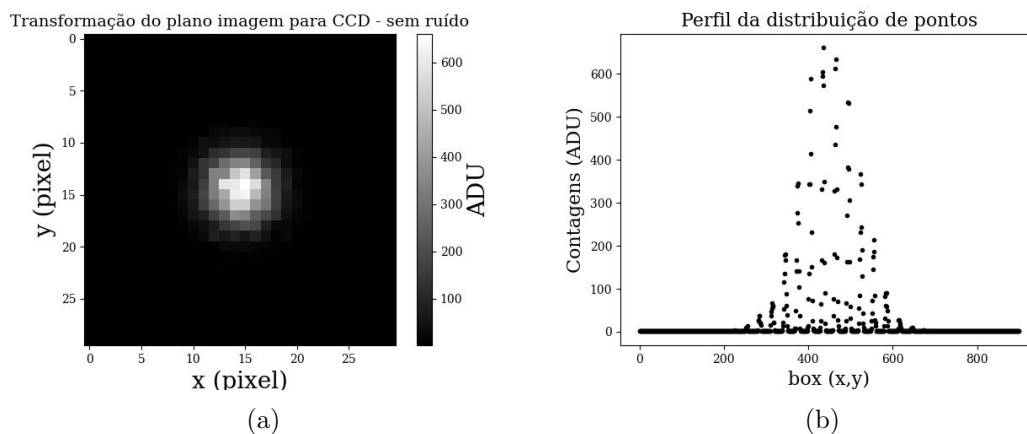 Transformação do plano imagem para CCD - sem ruído
0
5
10
15
20
25
y (pixel)
0 5 10 15 20 25
x (pixel)
600
500
400
300
200
100
ADU
(a)
Perfil da distribuição de pontos
600
500
400
300
200
100
0
Contagens (ADU)
0 200 400 600 800
box (x,y)
(b)